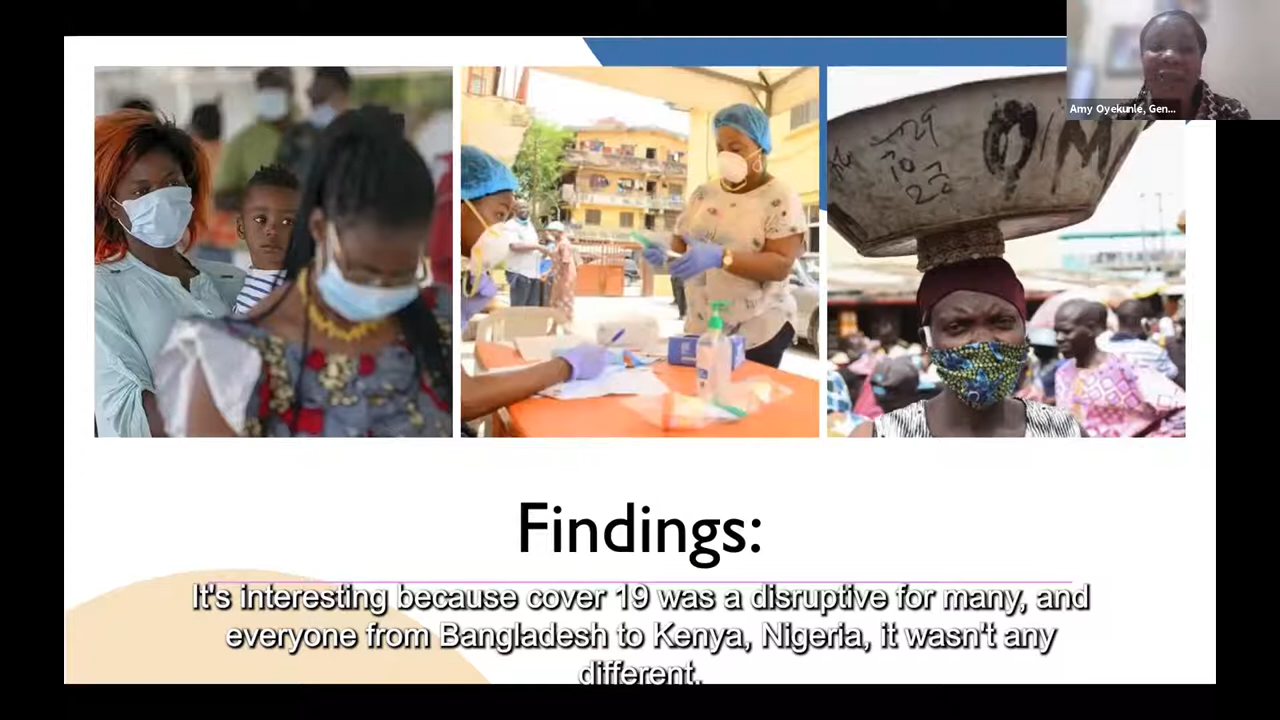 Amy Oyekunle, Gen...
O/M
Findings:
It's interesting because cover 19 was a disruptive for many, and
everyone from Bangladesh to Kenya, Nigeria, it wasn't any
different.